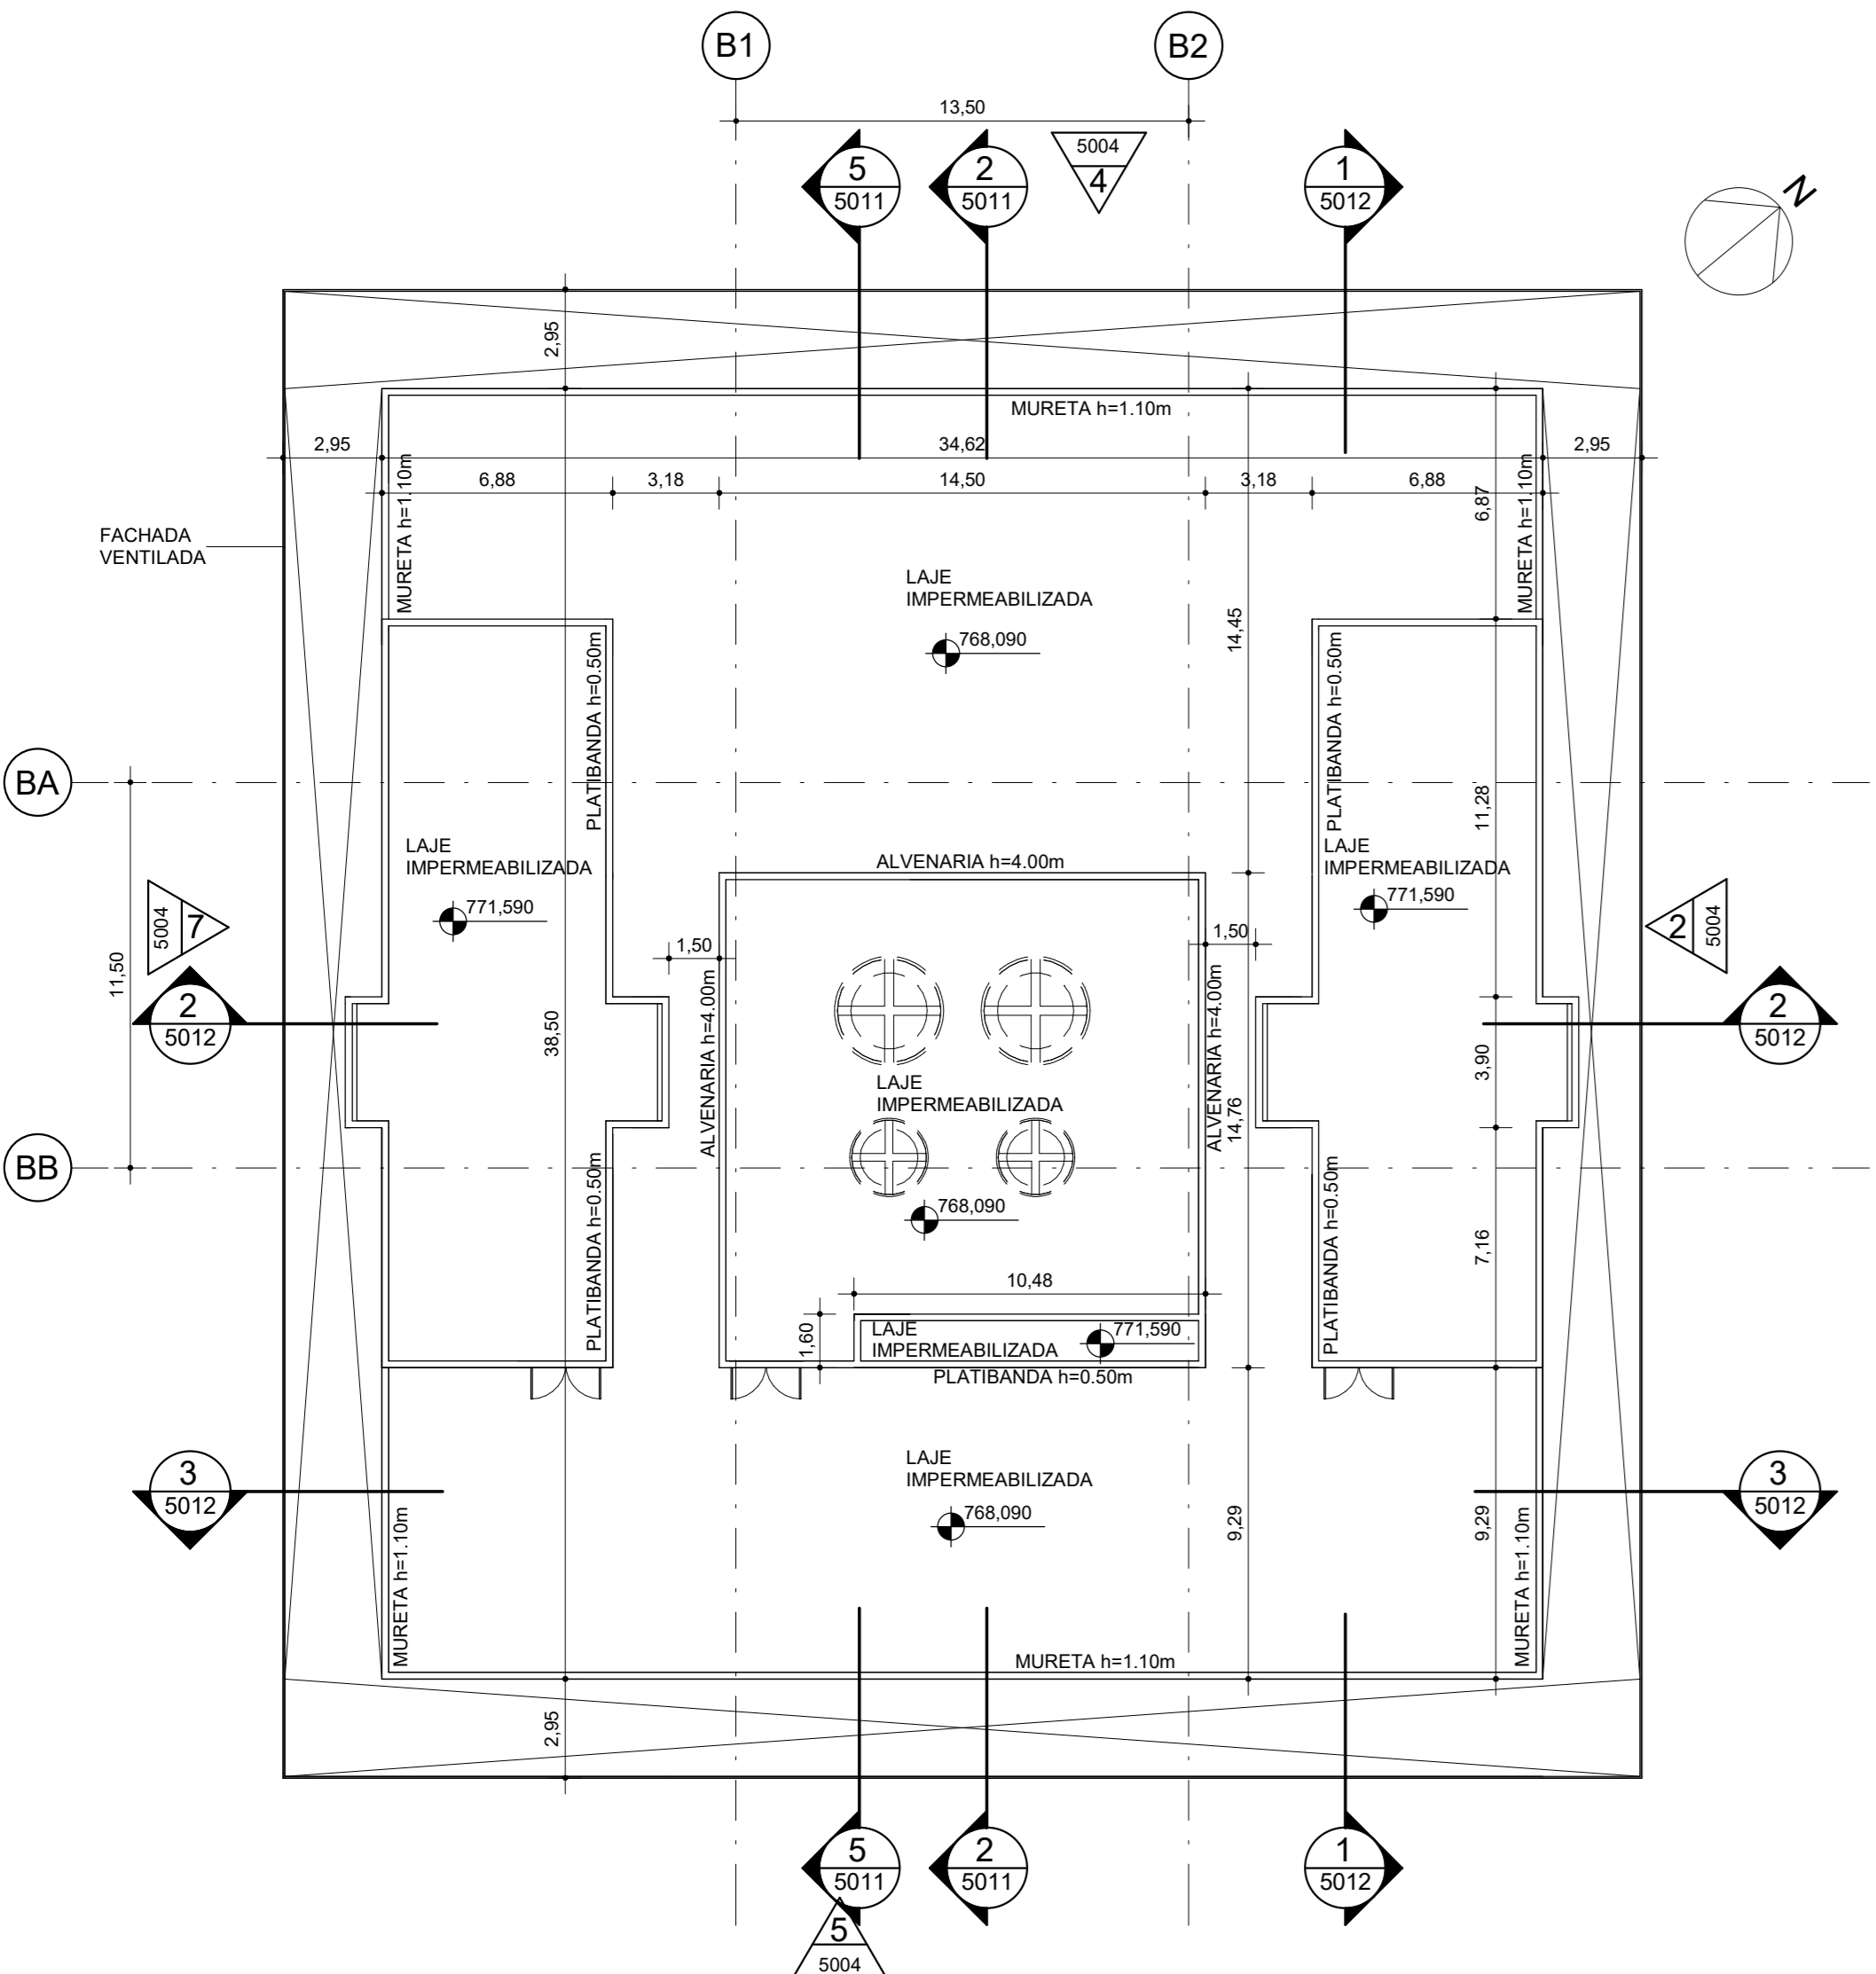 B1
B2
13,50
5
5011
2
5011
5004
4
1
5012
N
2,95
MURETA h=1.10m
2,95
34,62
2,95
6,88
3,18
14,50
3,18
6,88
MURETA h=1.10m
6,87
MURETA h=1.10m
FACHADA
VENTILADA
LAJE
IMPERMEABILIZADA
768,090
14,45
PLATIBANDA h=0.50m
PLATIBANDA h=0.50m
BA
11,28
LAJE
IMPERMEABILIZADA
771,590
ALVENARIA h=4.00m
LAJE
IMPERMEABILIZADA
771,590
5004
7
2
5004
11,50
1,50
1,50
2
5012
38,50
ALVENARIA h=4.00m
ALVENARIA h=4.00m
14,76
2
5012
3,90
LAJE
IMPERMEABILIZADA
BB
768,090
PLATIBANDA h=0.50m
PLATIBANDA h=0.50m
7,16
10,48
1,60
LAJE
IMPERMEABILIZADA
771,590
PLATIBANDA h=0.50m
3
5012
LAJE
IMPERMEABILIZADA
768,090
9,29
9,29
3
5012
MURETA h=1.10m
MURETA h=1.10m
MURETA h=1.10m
2,95
5
5011
2
5011
1
5012
5
5004